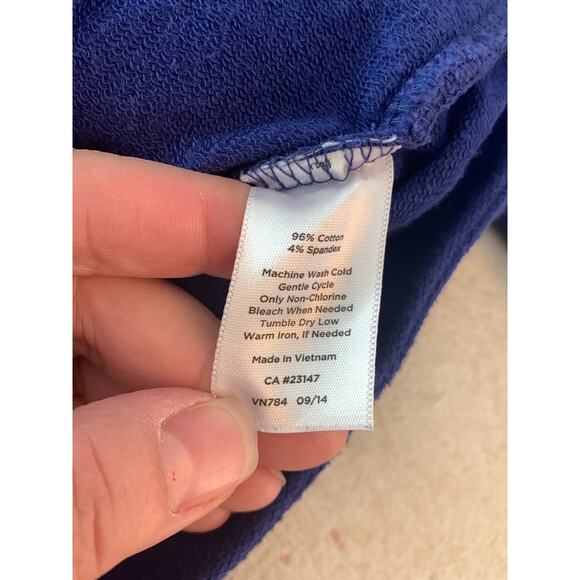 96% Cotton
4% Spandex
Machine Wash Cold
Gentle Cycle
Only Non-Chlorine
Bleach When Needed
Tumble Dry Low
Warm Iron, If Needed
Made In Vietnam
CA #23147
VN784 09/14